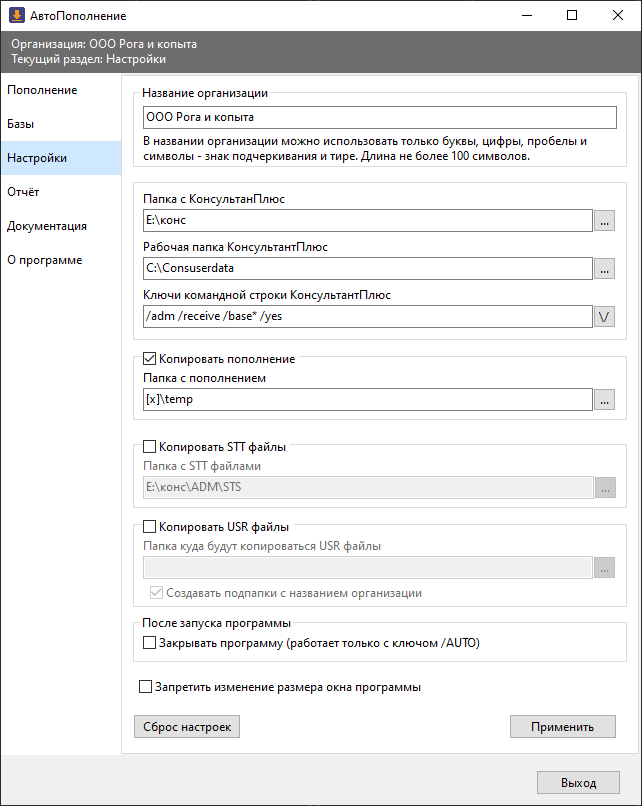 АвтоПополнение
Организация: ООО Рога и копыта
Текущий раздел: Настройки
Пополнение
Базы
Настройки
Отчёт
Документация
О программе
Название организации
ООО Рога и копыта
В названии организации можно использовать только буквы, цифры, пробелы и
символы - знак подчеркивания и тире. Длина не более 100 символов.
Папка с КонсультанПлюс
E:\конс
...
Рабочая папка КонсультантПлюс
C:\Consuserdata
...
Ключи командной строки КонсультантПлюс
/adm /receive /base* /yes
\/
Копировать пополнение
Папка с пополнением
[x]\temp
...
Копировать STT файлы
Папка с STT файлами
E:\конс\ADM\STS
...
Копировать USR файлы
Папка куда будут копироваться USR файлы
...
Создавать подпапки с названием организации
После запуска программы
Закрывать программу (работает только с ключом /AUTO)
Запретить изменение размера окна программы
Сброс настроек
Применить
Выход